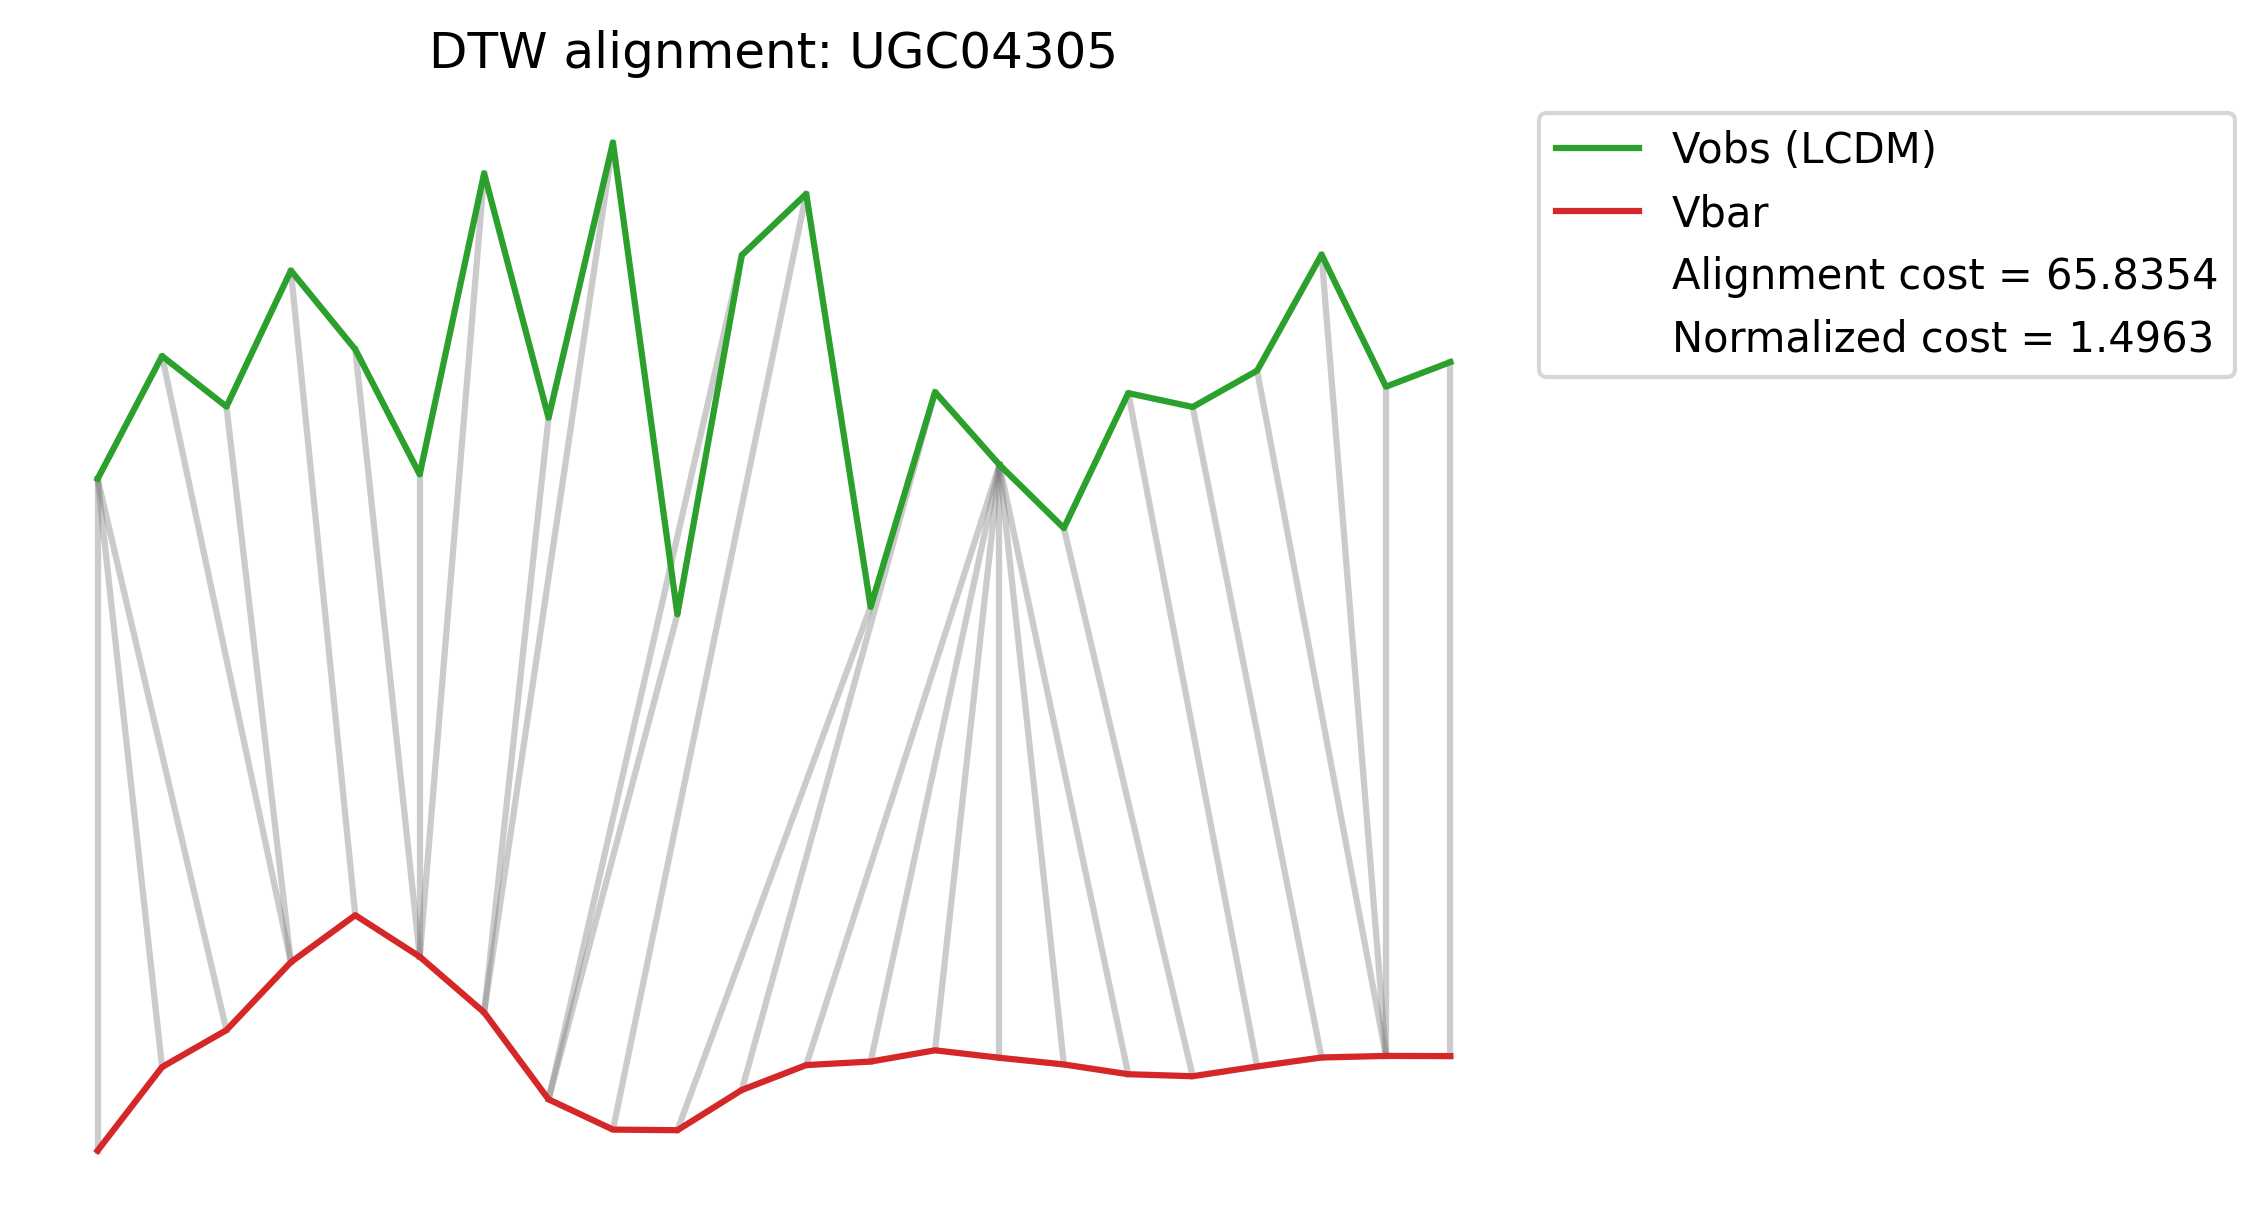 DTW alignment: UGC04305
Vobs (LCDM)
Vbar
Alignment cost = 65.8354
Normalized cost = 1.4963